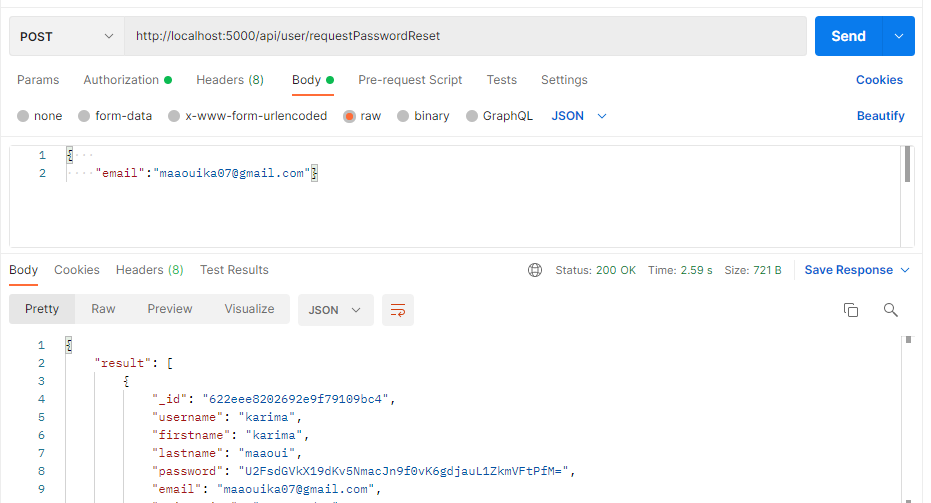 POST http://localhost:5000/api/user/requestPasswordReset Send
Params Authorization Headers (8) Body Pre-request Script Tests Settings Cookies
none form-data x-www-form-urlencoded raw binary GraphQL JSON Beautify
1 {
2 "email":"maaouika07@gmail.com"}
Body Cookies Headers (8) Test Results Status: 200 OK Time: 2.59 s Size: 721 B Save Response
Pretty Raw Preview Visualize JSON
1 {
2 "result": [
3 {
4 "_id": "622eee8202692e9f79109bc4",
5 "username": "karima",
6 "firstname": "karima",
7 "lastname": "maaoui",
8 "password": "U2FsdGVkX19dKv5NmacJn9f0vK6gdjauL1ZkmVFtPfM=",
9 "email": "maaouika07@gmail.com",